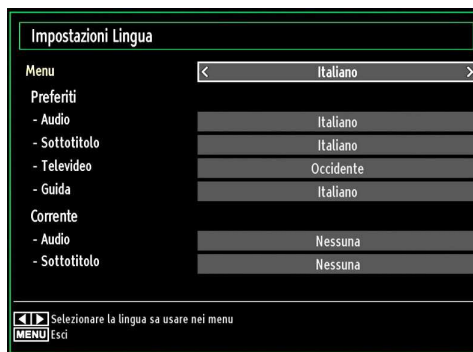 Impostazioni Lingua
Menu < Italiano >
Preferiti
- Audio Italiano
- Sottotitolo Italiano
- Televideo Occidente
- Guida Italiano
Corrente
- Audio Nessuna
- Sottotitolo Nessuna
Selezionare la lingua sa usare nei menu
MENU Esci